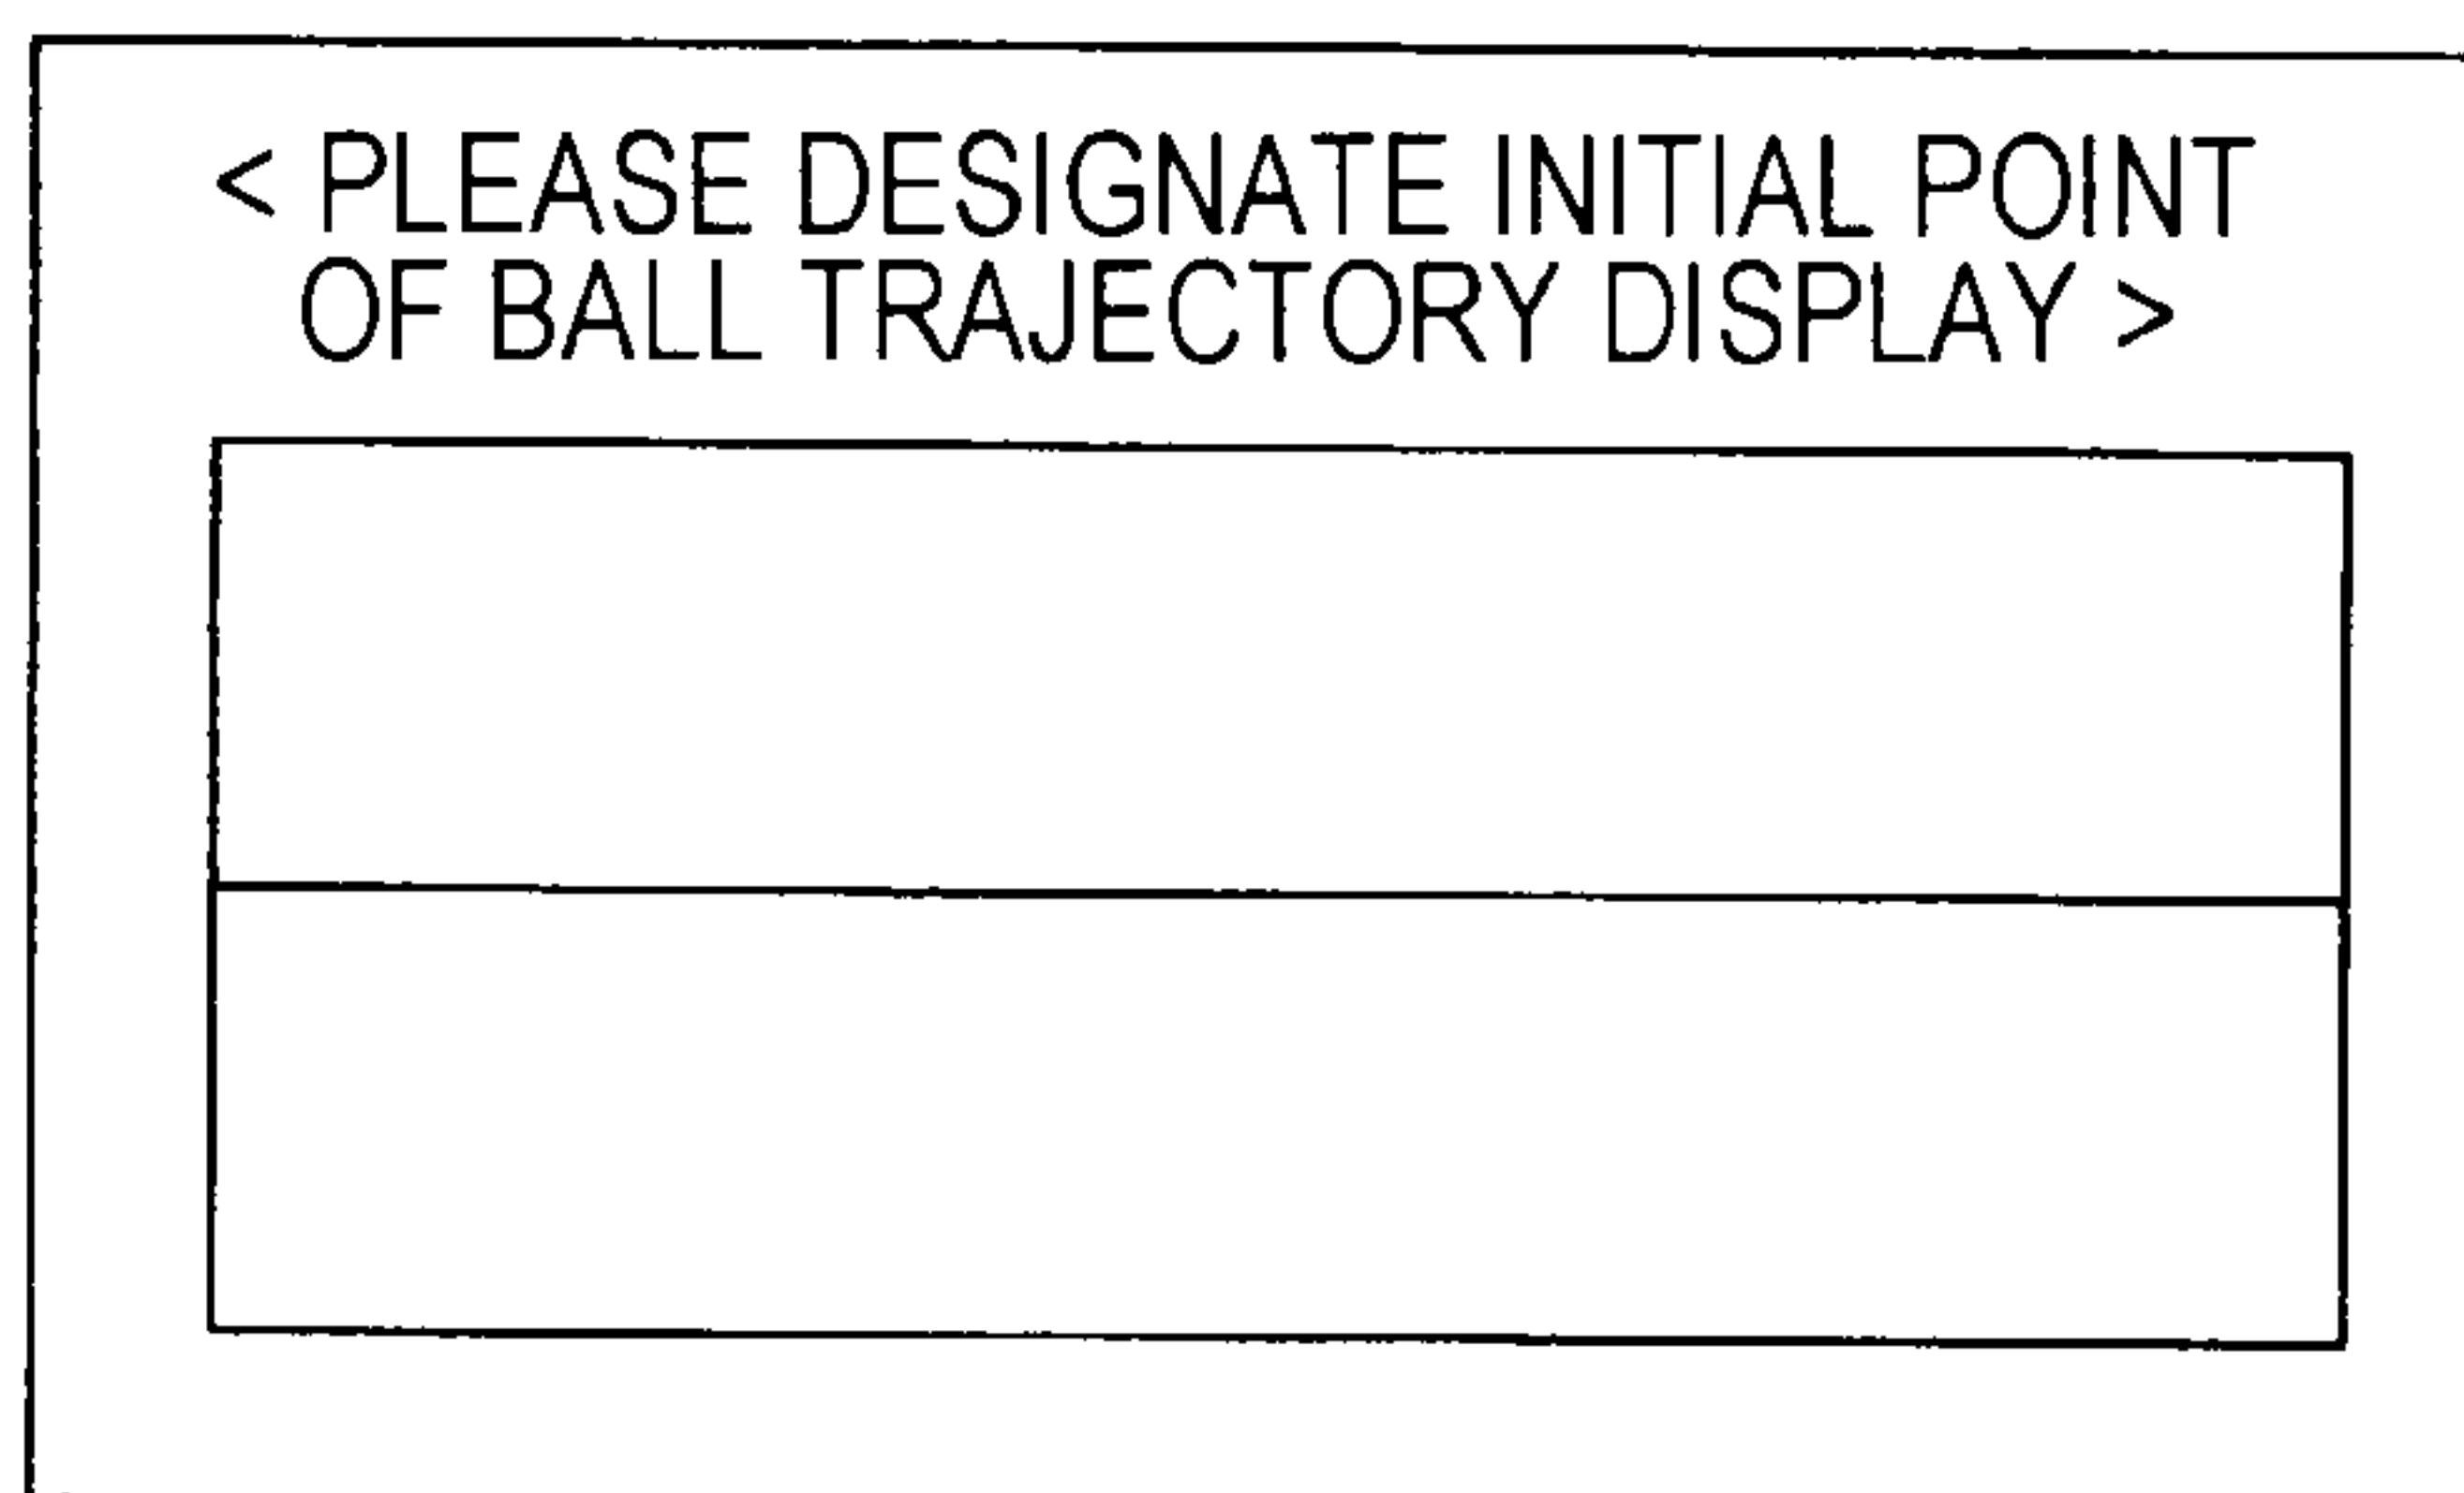 < PLEASE DESIGNATE INITIAL POINT
OF BALL TRAJECTORY DISPLAY >